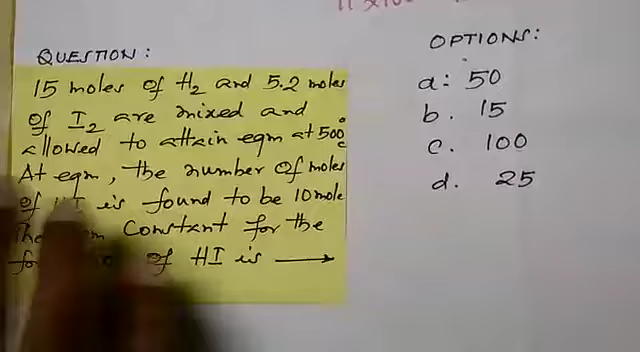 QUESTION:
15 moles of H2 and 5.2 moles
of I2 are mixed and
allowed to attain eqm at 500°c
At eqm, the number of moles
of HI is found to be 10 mole
The constant for the
of HI is →
OPTIONS:
a: 50
b. 15
c. 100
d. 25